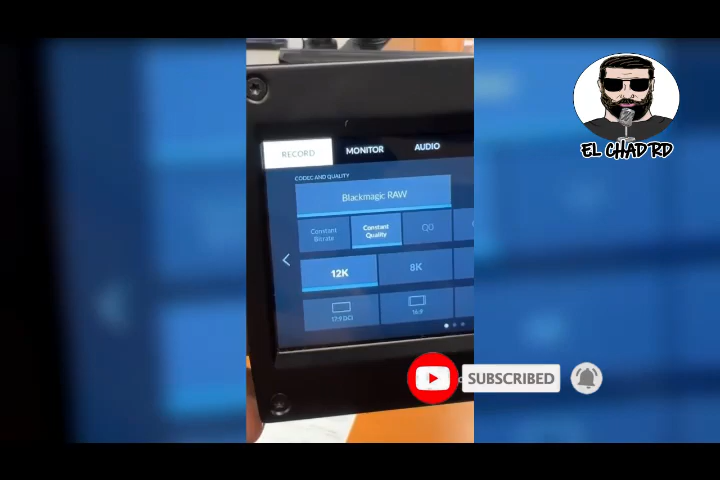 RECORD
MONITOR
AUDIO
CODEC AND QUALITY
Blackmagic RAW
Constant
Bitrate
Constant
Quality
Q0
12K
8K
17:9 DCI
16:9
EL CHAD RD
SUBSCRIBED